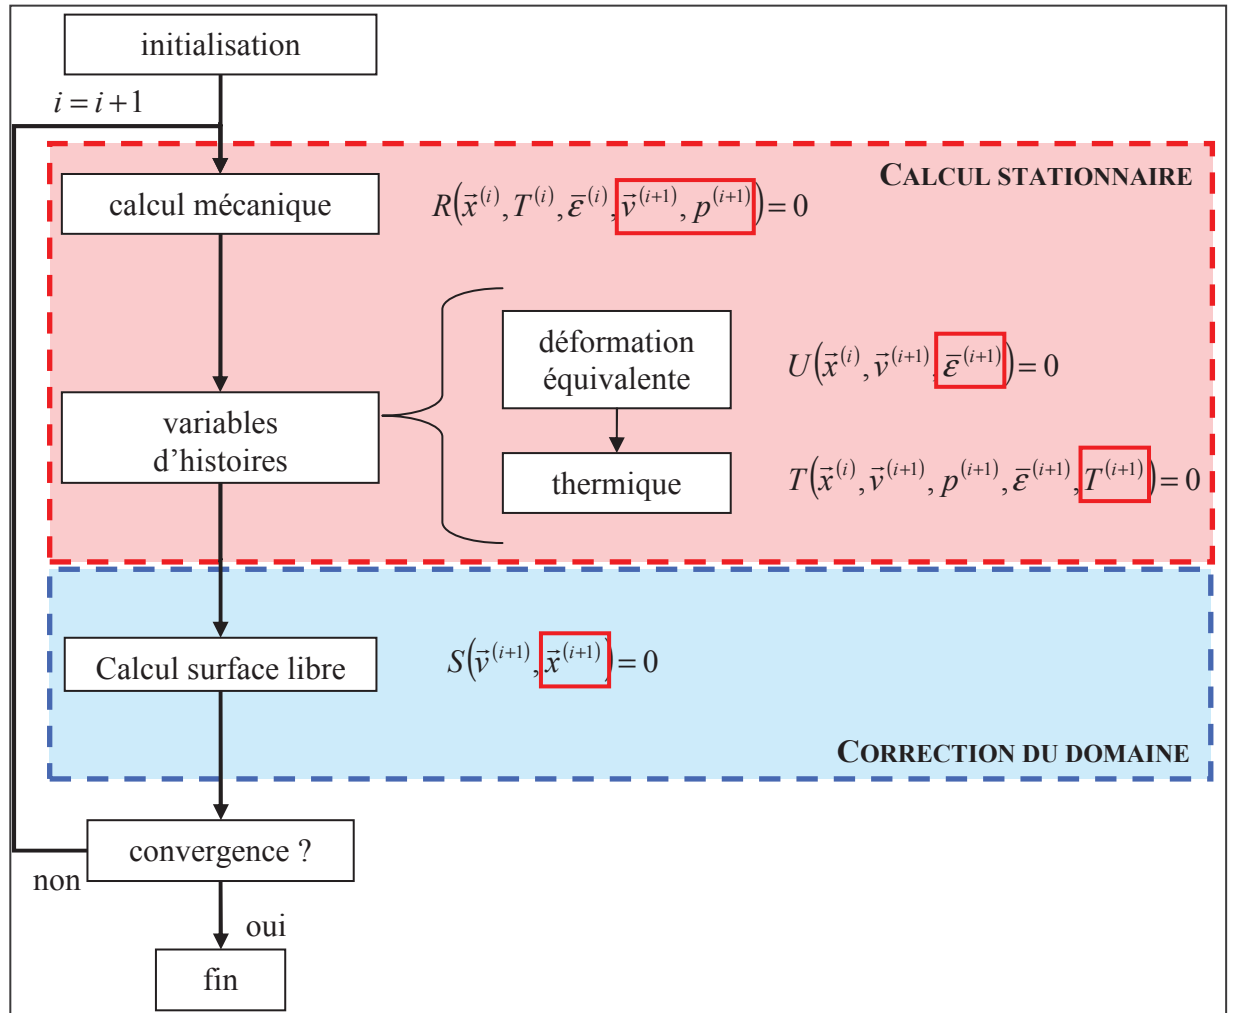 initialisation
i = i + 1
CALCUL STATIONNAIRE
calcul mécanique
R(x⃗^(i), T^(i), ε̄^(i), v⃗^(i+1), p^(i+1)) = 0
déformation
équivalente
U(x⃗^(i), v⃗^(i+1), ε̄^(i+1)) = 0
variables
d’histoires
thermique
T(x⃗^(i), v⃗^(i+1), p^(i+1), ε̄^(i+1), T^(i+1)) = 0
Calcul surface libre
S(v⃗^(i+1), x⃗^(i+1)) = 0
CORRECTION DU DOMAINE
convergence ?
non
oui
fin